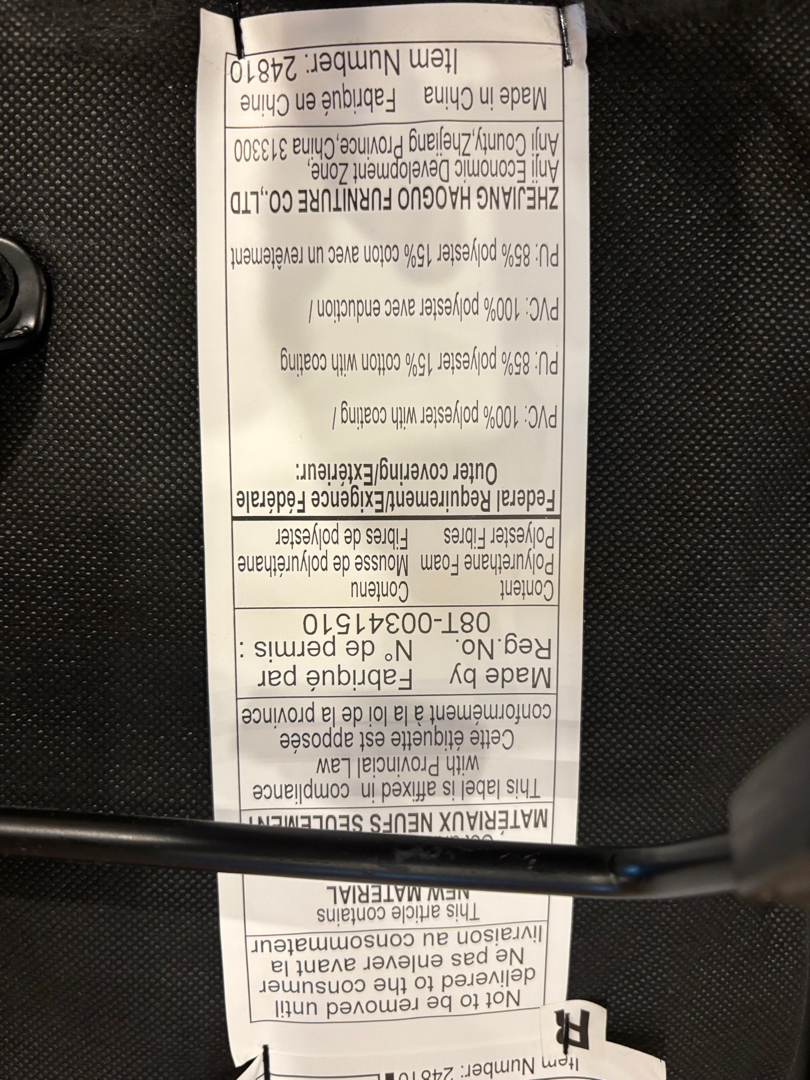 Item Number: 24810
R
Not to be removed until
delivered to the consumer
Ne pas enlever avant la
livraison au consommateur
This article contains
NEW MATERIAL
MATÉRIAUX NEUFS SEULEMENT
This label is affixed in compliance
with Provincial Law
Cette étiquette est apposée
conformément à la loi de la province
Made by Fabriqué par
Reg.No. N° de permis :
08T-00341510
Content Contenu
Polyurethane Foam Mousse de polyuréthane
Polyester Fibres Fibres de polyester
Federal Requirement/Exigence Fédérale
Outer covering/Extérieur:
PVC: 100% polyester with coating /
PU: 85% polyester 15% cotton with coating
PVC: 100% polyester avec enduction /
PU: 85% polyester 15% coton avec un revêtement
ZHEJIANG HAOGUO FURNITURE CO.,LTD
Anji Economic Development Zone,
Anji County,Zhejiang Province,China 313300
Made in China Fabriqué en Chine
Item Number: 24810